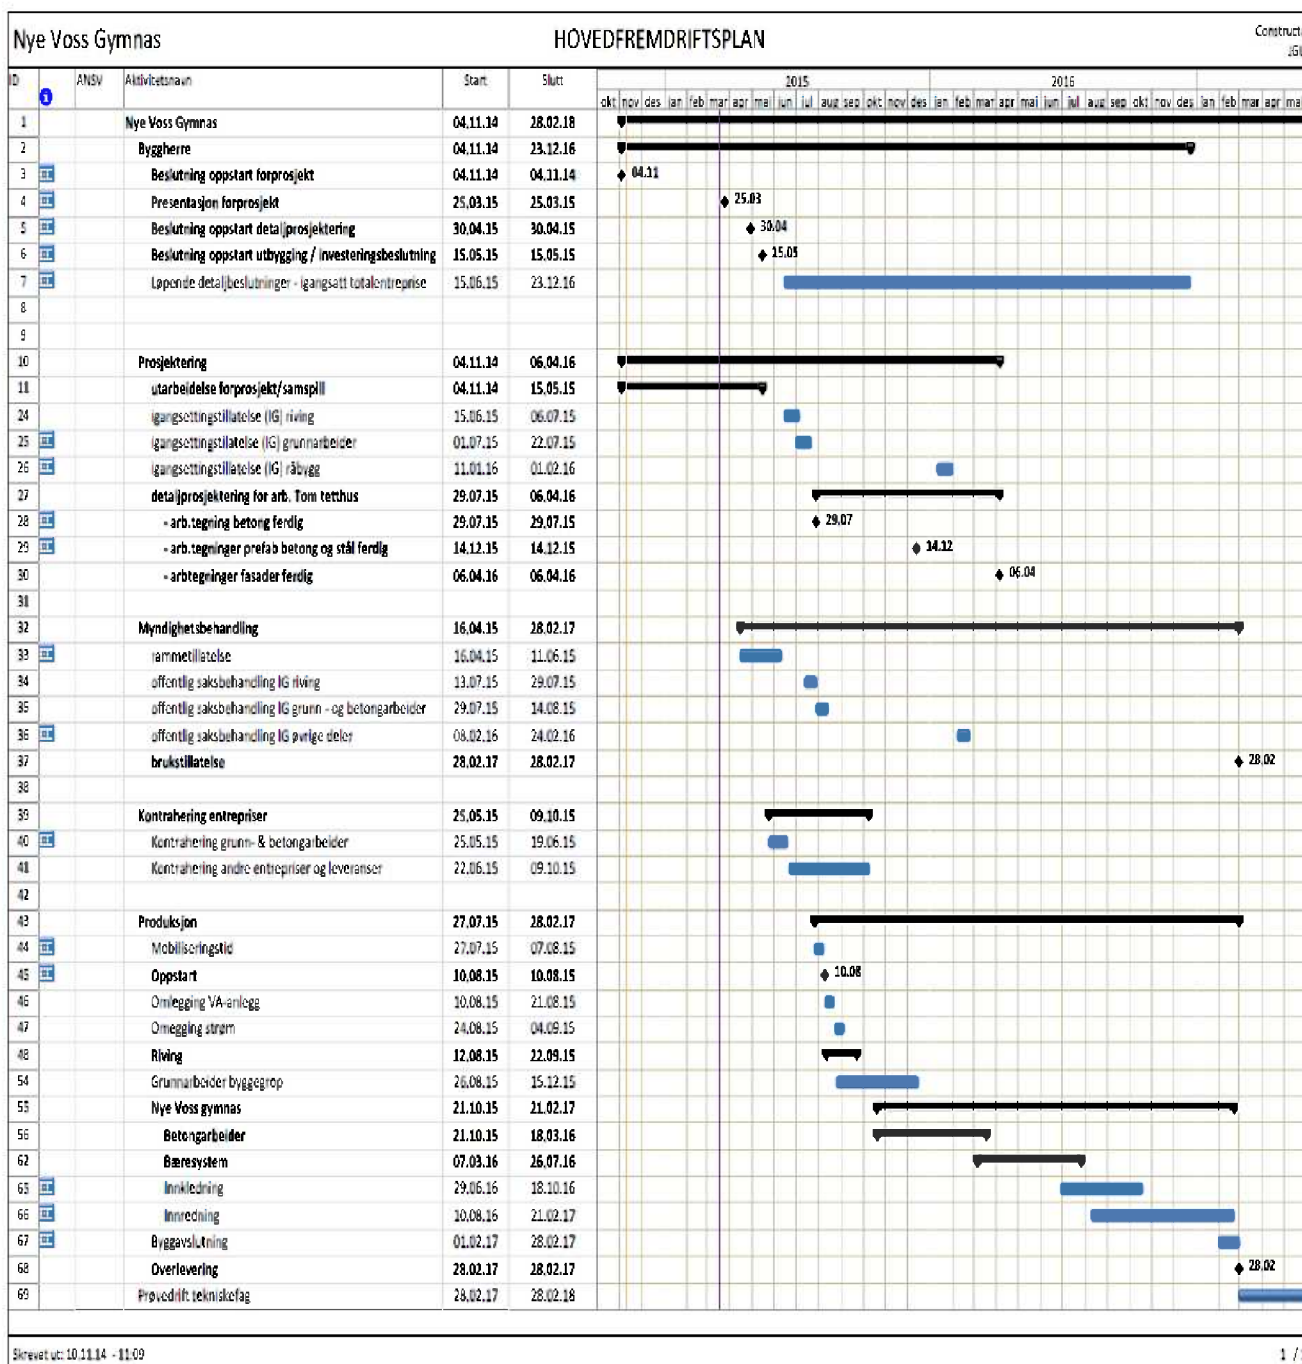 Nye Voss Gymnas HOVEDFREMDRIFTSPLAN
ID ANSV Aktivitetsnavn Start Slutt 2015 2016
okt nov des jan feb mar apr mai jun jul aug sep okt nov des jan feb mar apr mai jun jul aug sep okt nov des jan feb mar apr
1 Nye Voss Gymnas 04.11.14 28.02.18
2 Byggherre 04.11.14 23.12.16
3 Beslutning oppstart forprosjekt 04.11.14 04.11.14 04.11
4 Presentasjon forprosjekt 25.03.15 25.03.15 25.03
5 Beslutning oppstart detaljprosjektering 30.04.15 30.04.15 30.04
6 Beslutning oppstart utbygging / investeringsbeslutning 15.05.15 15.05.15 15.05
7 Løpende detaljbeslutninger - igangsatt totalentreprise 15.06.15 23.12.16
8
9
10 Prosjektering 04.11.14 06.04.16
11 utarbeidelse forprosjekt/samspill 04.11.14 15.05.15
24 igangsettingstillatelse (IG) riving 15.06.15 06.07.15
25 igangsettingstilatelse (IG) grunnarbeider 01.07.15 22.07.15
26 igangsettingstillatelse (IG) råbygg 11.01.16 01.02.16
27 detaljprosjektering for arb. Tom tetthus 29.07.15 06.04.16
28 - arb.tegning betong ferdig 29.07.15 29.07.15 29.07
29 - arb.tegninger prefab betong og stål ferdig 14.12.15 14.12.15 14.12
30 - arbtegninger fasader ferdig 06.04.16 06.04.16 06.04
31
32 Myndighetsbehandling 16.04.15 28.02.17
33 rammetillatelse 16.04.15 11.06.15
34 offentlig saksbehandling IG riving 13.07.15 29.07.15
35 offentlig saksbehandling IG grunn - og betongarbeider 29.07.15 14.08.15
36 offentlig saksbehandling IG øvrige deler 08.02.16 24.02.16
37 brukstillatelse 28.02.17 28.02.17 28.02
38
39 Kontrahering entrepriser 25.05.15 09.10.15
40 Kontrahering grunn- & betongarbeider 25.05.15 19.06.15
41 Kontrahering andre entrepriser og leveranser 22.06.15 09.10.15
42
43 Produksjon 27.07.15 28.02.17
44 Mobiliseringstid 27.07.15 07.08.15
45 Oppstart 10.08.15 10.08.15 10.08
46 Omlegging VA-anlegg 10.08.15 21.08.15
47 Omegging strøm 24.08.15 04.09.15
48 Riving 12.08.15 22.09.15
54 Grunnarbeider byggegrop 26.08.15 15.12.15
55 Nye Voss gymnas 21.10.15 21.02.17
56 Betongarbeider 21.10.15 18.03.16
62 Bæresystem 07.03.16 26.07.16
65 Innkledning 29.06.16 18.10.16
66 Innredning 10.08.16 21.02.17
67 Byggavslutning 01.02.17 28.02.17
68 Overlevering 28.02.17 28.02.17 28.02
69 Prøvedrift tekniskefag 28.02.17 28.02.18
Skrevet ut: 10.11.14 - 11:09 1 /